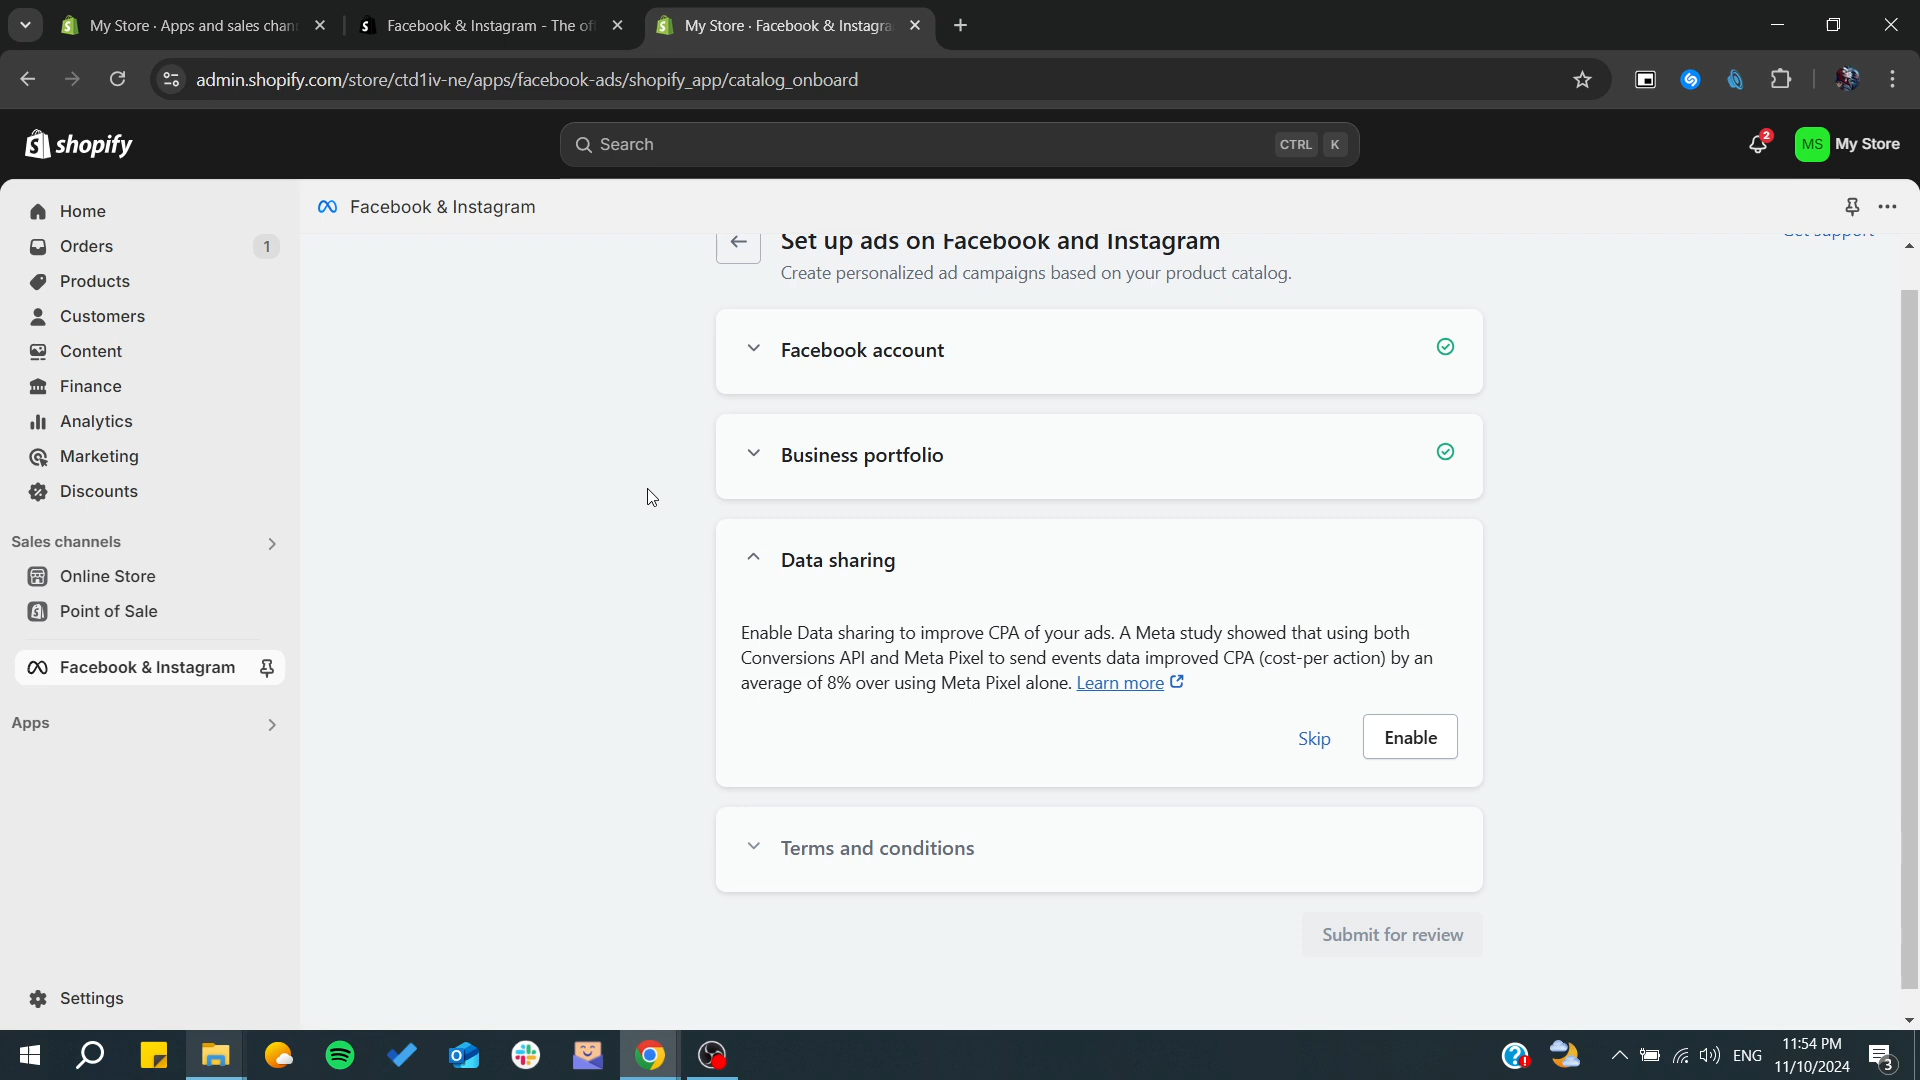 My Store · Apps and sales chan
Facebook & Instagram - The of
My Store · Facebook & Instagra
admin.shopify.com/store/ctd1iv-ne/apps/facebook-ads/shopify_app/catalog_onboard
shopify
Search
CTRL K
2
MS My Store
Home
Orders 1
Products
Customers
Content
Finance
Analytics
Marketing
Discounts
Sales channels
Online Store
Point of Sale
Facebook & Instagram
Apps
Settings
Facebook & Instagram
Set up ads on Facebook and Instagram
Get support
Create personalized ad campaigns based on your product catalog.
Facebook account
Business portfolio
Data sharing
Enable Data sharing to improve CPA of your ads. A Meta study showed that using both
Conversions API and Meta Pixel to send events data improved CPA (cost-per action) by an
average of 8% over using Meta Pixel alone. Learn more
Skip
Enable
Terms and conditions
Submit for review
ENG
11:54 PM
11/10/2024
3